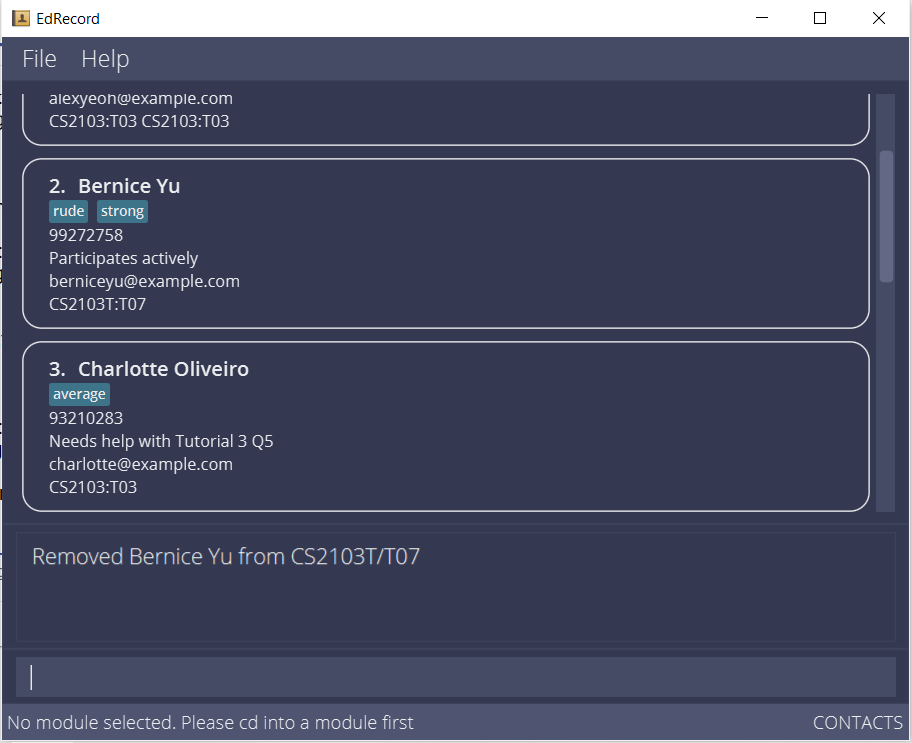 EdRecord
File Help
alexyeoh@example.com
CS2103:T03 CS2103:T03
2. Bernice Yu
rude strong
99272758
Participates actively
berniceyu@example.com
CS2103T:T07
3. Charlotte Oliveiro
average
93210283
Needs help with Tutorial 3 Q5
charlotte@example.com
CS2103:T03
Removed Bernice Yu from CS2103T/T07
No module selected. Please cd into a module first CONTACTS